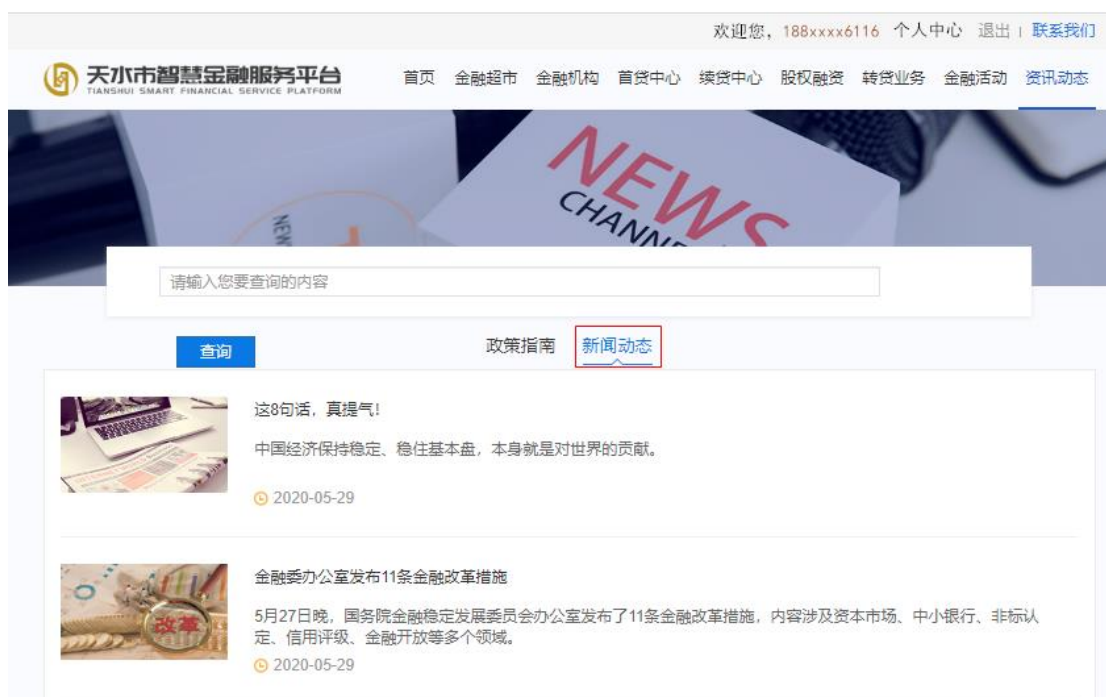 欢迎您，188xxxx6116 个人中心 退出 | 联系我们
天水市智慧金融服务平台
TIANSHUI SMART FINANCIAL SERVICE PLATFORM
首页 金融超市 金融机构 首贷中心 续贷中心 股权融资 转贷业务 金融活动 资讯动态
NEWS
CHANNE
NEW
请输入您要查询的内容
查询
政策指南 新闻动态
这8句话，真提气！
中国经济保持稳定、稳住基本盘，本身就是对世界的贡献。
2020-05-29
金融委办公室发布11条金融改革措施
5月27日晚，国务院金融稳定发展委员会办公室发布了11条金融改革措施，内容涉及资本市场、中小银行、非标认
定、信用评级、金融开放等多个领域。
2020-05-29
改革